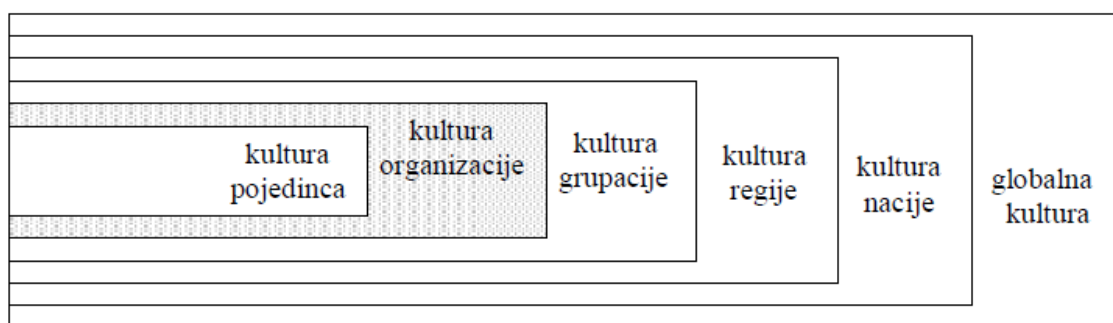 kultura
pojedinca
kultura
organizacije
kultura
grupacije
kultura
regije
kultura
nacije
globalna
kultura